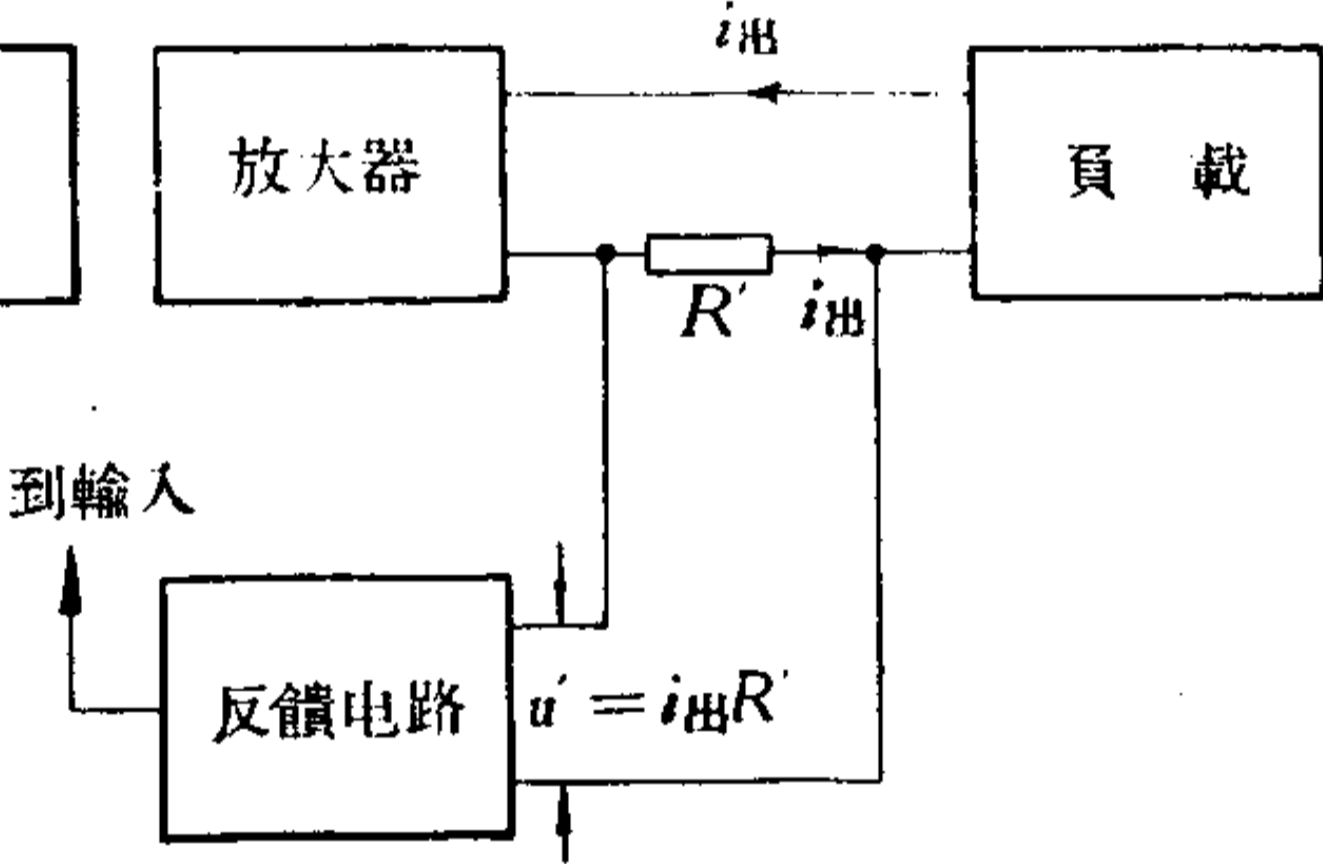 i出
放大器
負 載
R′ i出
到輸入
反饋电路
u′ = i出R′